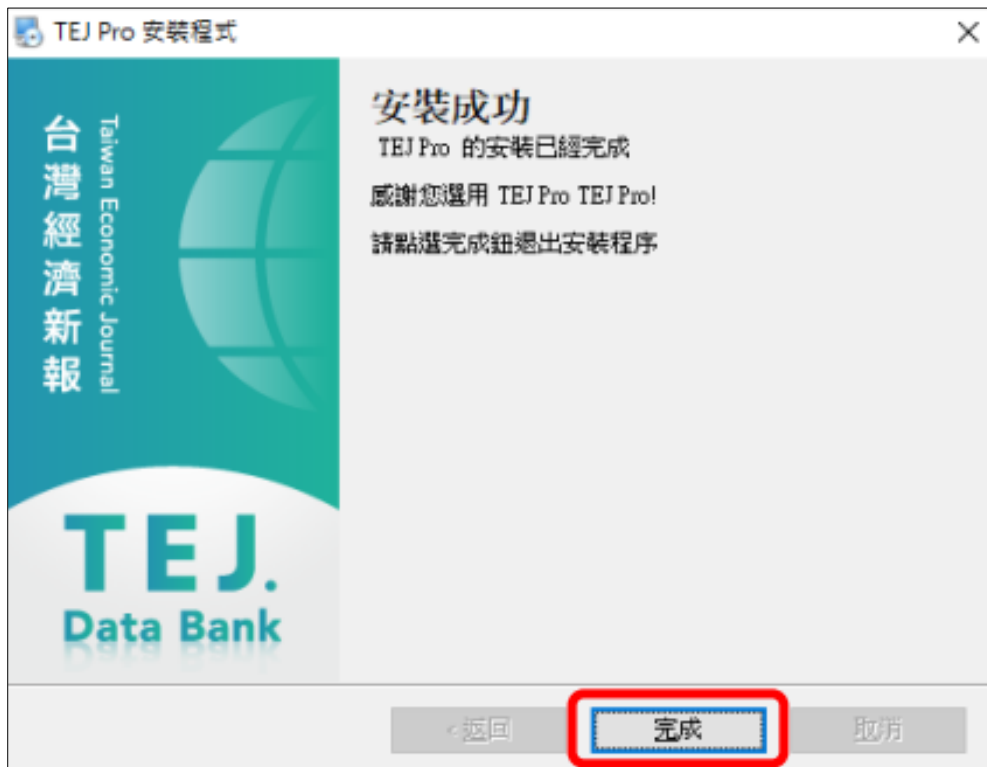 TEJ Pro 安裝程式
台灣經濟新報
Taiwan Economic Journal
TEJ.
Data Bank
安裝成功
TEJ Pro 的安裝已經完成
感謝您選用 TEJ Pro TEJ Pro!
請點選完成鈕退出安裝程序
<返回
完成
取消